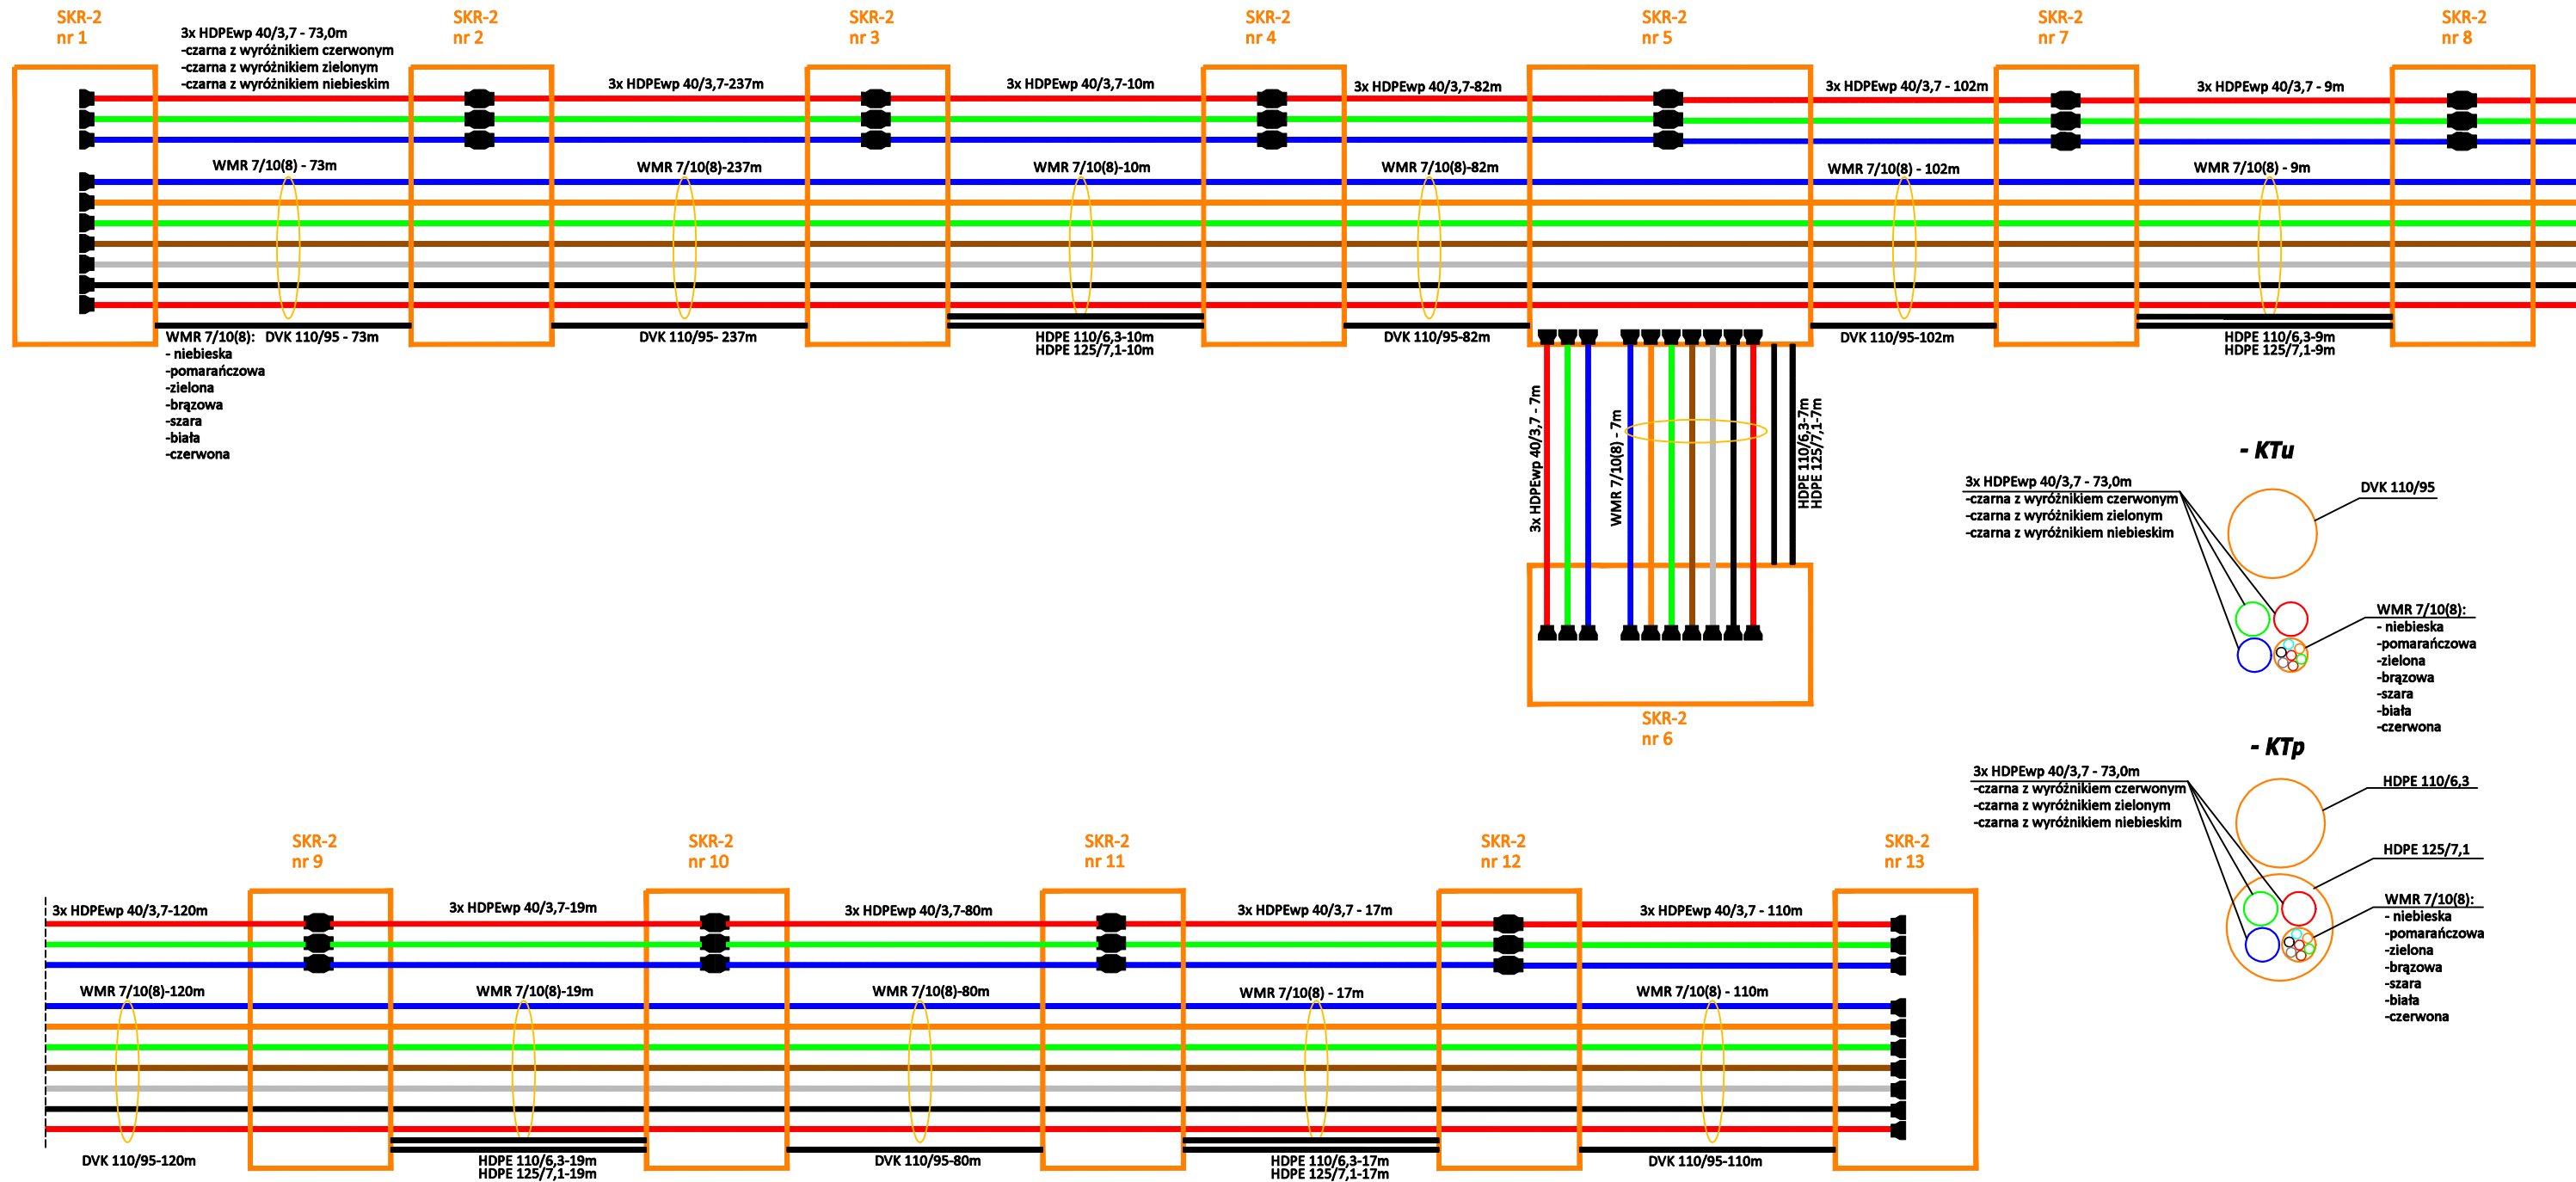 SKR-2
nr 1
SKR-2
nr 2
SKR-2
nr 3
SKR-2
nr 4
SKR-2
nr 5
SKR-2
nr 7
SKR-2
nr 8
3x HDPEwp 40/3,7 - 73,0m
-czarna z wyróżnikiem czerwonym
-czarna z wyróżnikiem zielonym
-czarna z wyróżnikiem niebieskim
3x HDPEwp 40/3,7-237m
3x HDPEwp 40/3,7-10m
3x HDPEwp 40/3,7-82m
3x HDPEwp 40/3,7 - 102m
3x HDPEwp 40/3,7 - 9m
WMR 7/10(8) - 73m
WMR 7/10(8)-237m
WMR 7/10(8)-10m
WMR 7/10(8)-82m
WMR 7/10(8) - 102m
WMR 7/10(8) - 9m
WMR 7/10(8): DVK 110/95 - 73m
- niebieska
-pomarańczowa
-zielona
-brązowa
-szara
-biała
-czerwona
DVK 110/95- 237m
HDPE 110/6,3-10m
HDPE 125/7,1-10m
DVK 110/95-82m
DVK 110/95-102m
HDPE 110/6,3-9m
HDPE 125/7,1-9m
3x HDPEwp 40/3,7 - 7m
WMR 7/10(8) - 7m
HDPE 110/6,3-7m
HDPE 125/7,1-7m
SKR-2
nr 6
- KTu
3x HDPEwp 40/3,7 - 73,0m
-czarna z wyróżnikiem czerwonym
-czarna z wyróżnikiem zielonym
-czarna z wyróżnikiem niebieskim
DVK 110/95
WMR 7/10(8):
- niebieska
-pomarańczowa
-zielona
-brązowa
-szara
-biała
-czerwona
- KTp
3x HDPEwp 40/3,7 - 73,0m
-czarna z wyróżnikiem czerwonym
-czarna z wyróżnikiem zielonym
-czarna z wyróżnikiem niebieskim
HDPE 110/6,3
HDPE 125/7,1
WMR 7/10(8):
- niebieska
-pomarańczowa
-zielona
-brązowa
-szara
-biała
-czerwona
SKR-2
nr 9
SKR-2
nr 10
SKR-2
nr 11
SKR-2
nr 12
SKR-2
nr 13
3x HDPEwp 40/3,7-120m
3x HDPEwp 40/3,7-19m
3x HDPEwp 40/3,7-80m
3x HDPEwp 40/3,7 - 17m
3x HDPEwp 40/3,7 - 110m
WMR 7/10(8)-120m
WMR 7/10(8)-19m
WMR 7/10(8)-80m
WMR 7/10(8) - 17m
WMR 7/10(8) - 110m
DVK 110/95-120m
HDPE 110/6,3-19m
HDPE 125/7,1-19m
DVK 110/95-80m
HDPE 110/6,3-17m
HDPE 125/7,1-17m
DVK 110/95-110m